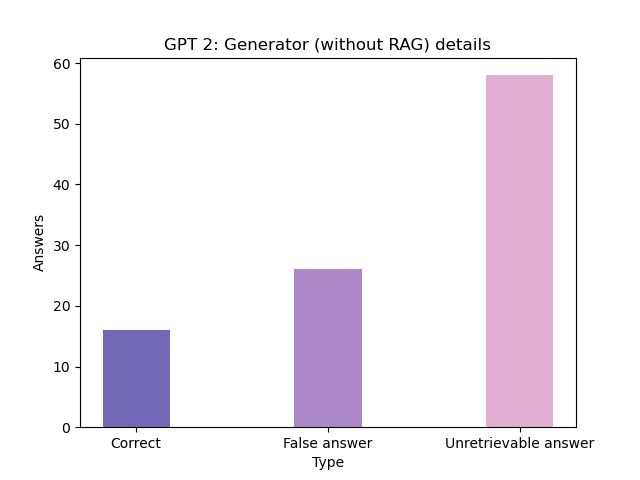 GPT 2: Generator (without RAG) details
60
50
40
30
20
10
0
Answers
Correct
False answer
Unretrievable answer
Type